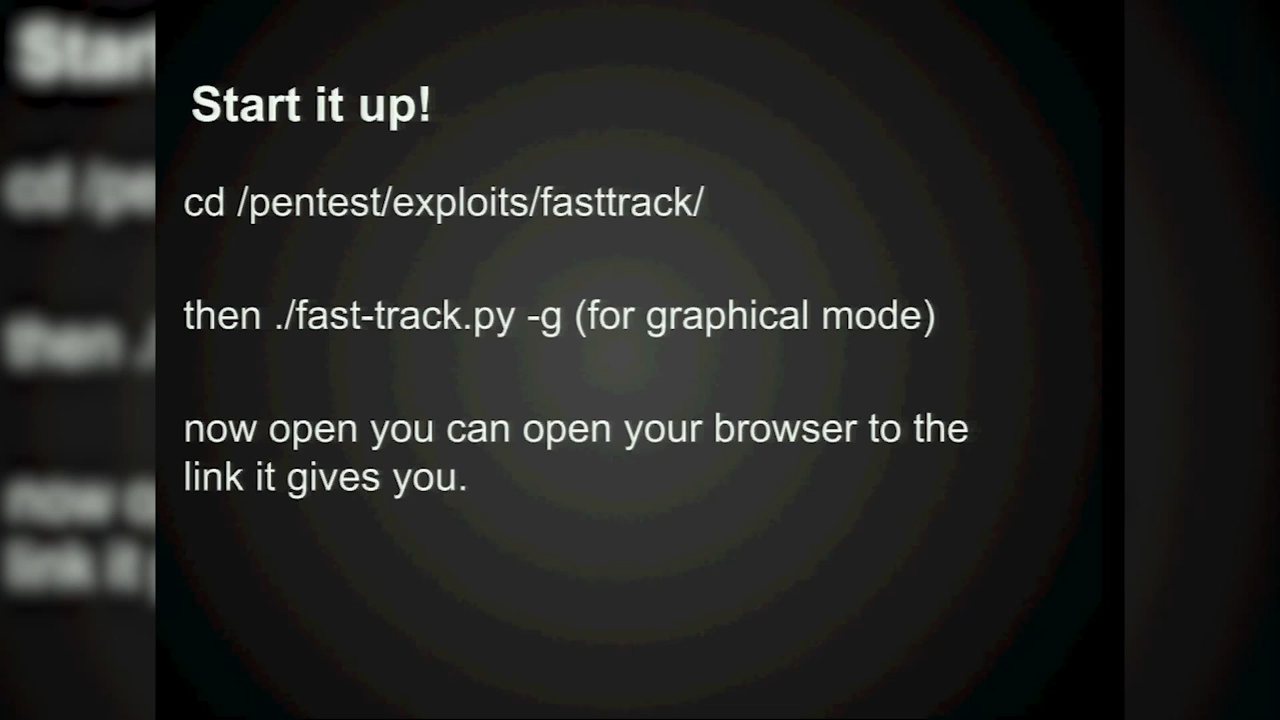 Start it up!
cd /pentest/exploits/fasttrack/
then ./fast-track.py -g (for graphical mode)
now open you can open your browser to the
link it gives you.